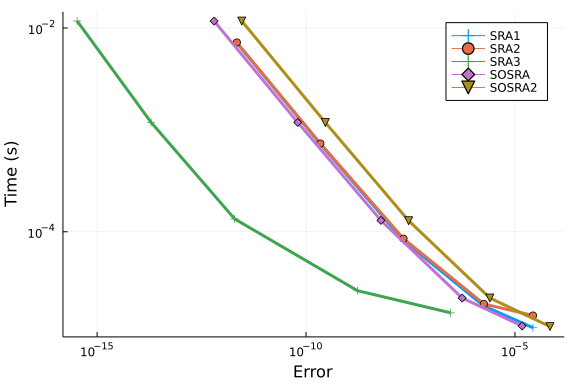 10⁻²
10⁻⁴
Time (s)
10⁻¹⁵
10⁻¹⁰
10⁻⁵
Error
SRA1
SRA2
SRA3
SOSRA
SOSRA2